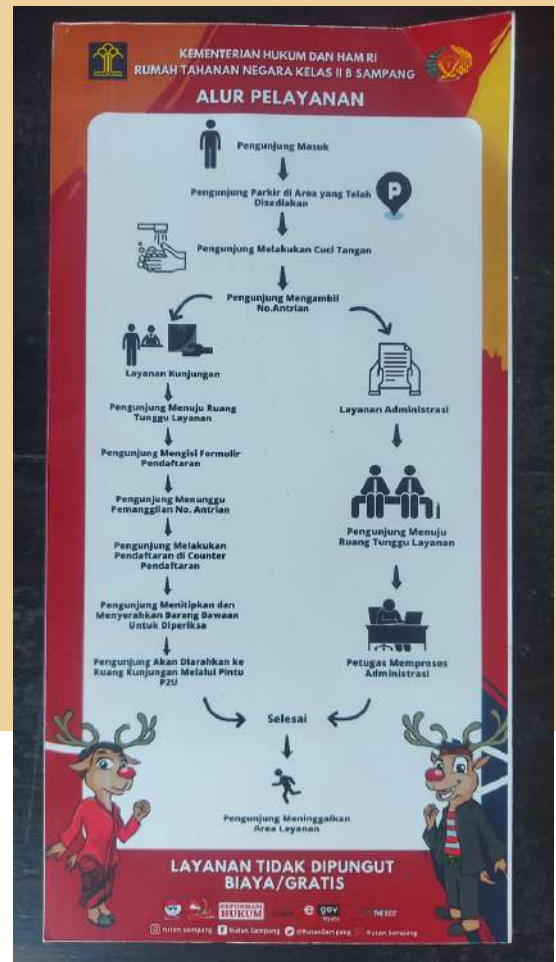 KEMENTERIAN HUKUM DAN HAM RI
RUMAH TAHANAN NEGARA KELAS II B SAMPANG
ALUR PELAYANAN
Pengunjung Masuk
Pengunjung Parkir di Area yang Telah
Disediakan
P
Pengunjung Melakukan Cuci Tangan
Pengunjung Mengambil
No.Antrian
Layanan Kunjungan
Pengunjung Menuju Ruang
Tunggu Layanan
Pengunjung Mengisi Formulir
Pendaftaran
Pengunjung Menunggu
Pemanggilan No. Antrian
Pengunjung Melakukan
Pendaftaran di Counter
Pendaftaran
Pengunjung Menitipkan dan
Menyerahkan Barang Bawaan
Untuk Diperiksa
Pengunjung Akan Diarahkan ke
Ruang Kunjungan Melalui Pintu
P2U
Layanan Administrasi
Pengunjung Menuju
Ruang Tunggu Layanan
Petugas Memproses
Administrasi
Selesai
Pengunjung Meninggalkan
Area Layanan
LAYANAN TIDAK DIPUNGUT
BIAYA/GRATIS
REFORMASI
HUKUM
e gov
THE BEST
rutan sampang Rutan Sampang @RutanSampang Rutan Sampang